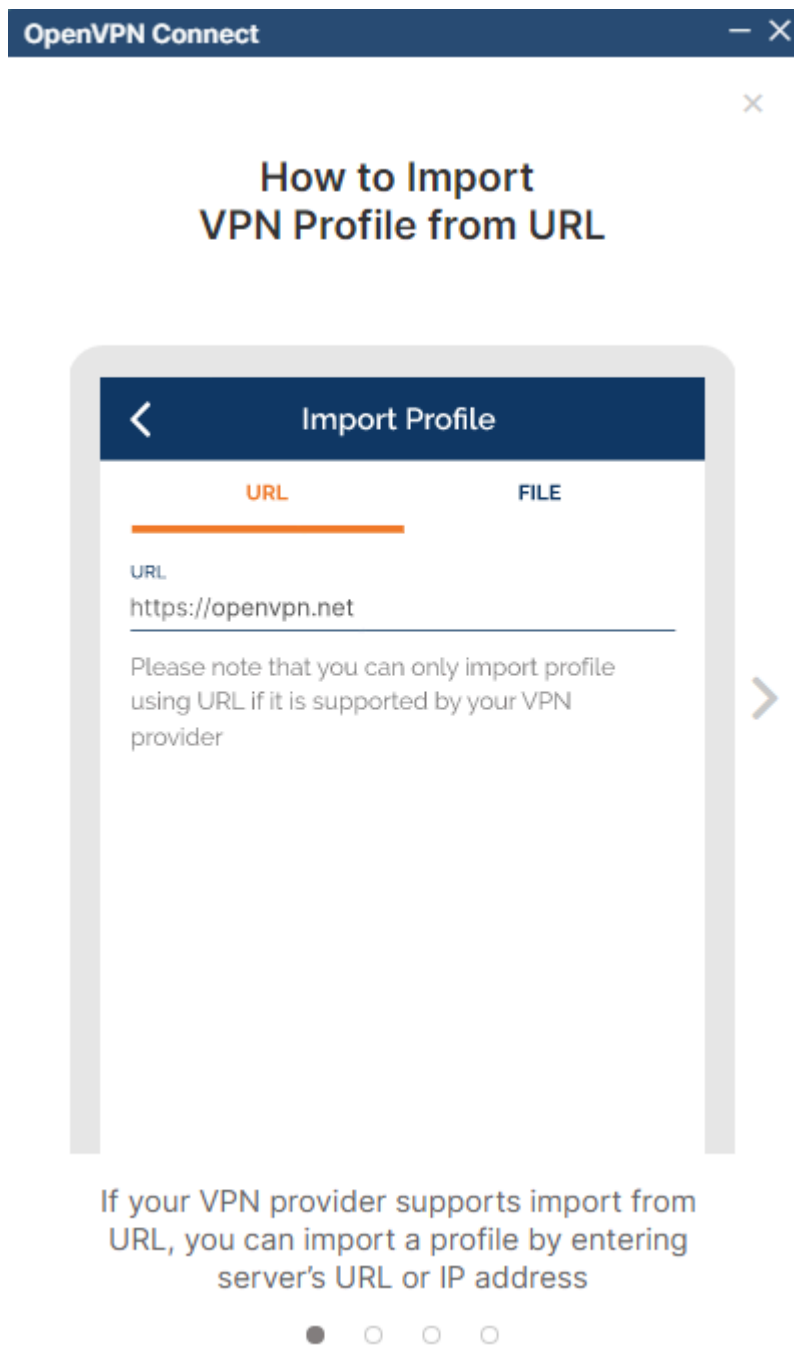 OpenVPN Connect
How to Import
VPN Profile from URL
Import Profile
URL FILE
URL
https://openvpn.net
Please note that you can only import profile
using URL if it is supported by your VPN
provider
If your VPN provider supports import from
URL, you can import a profile by entering
server's URL or IP address